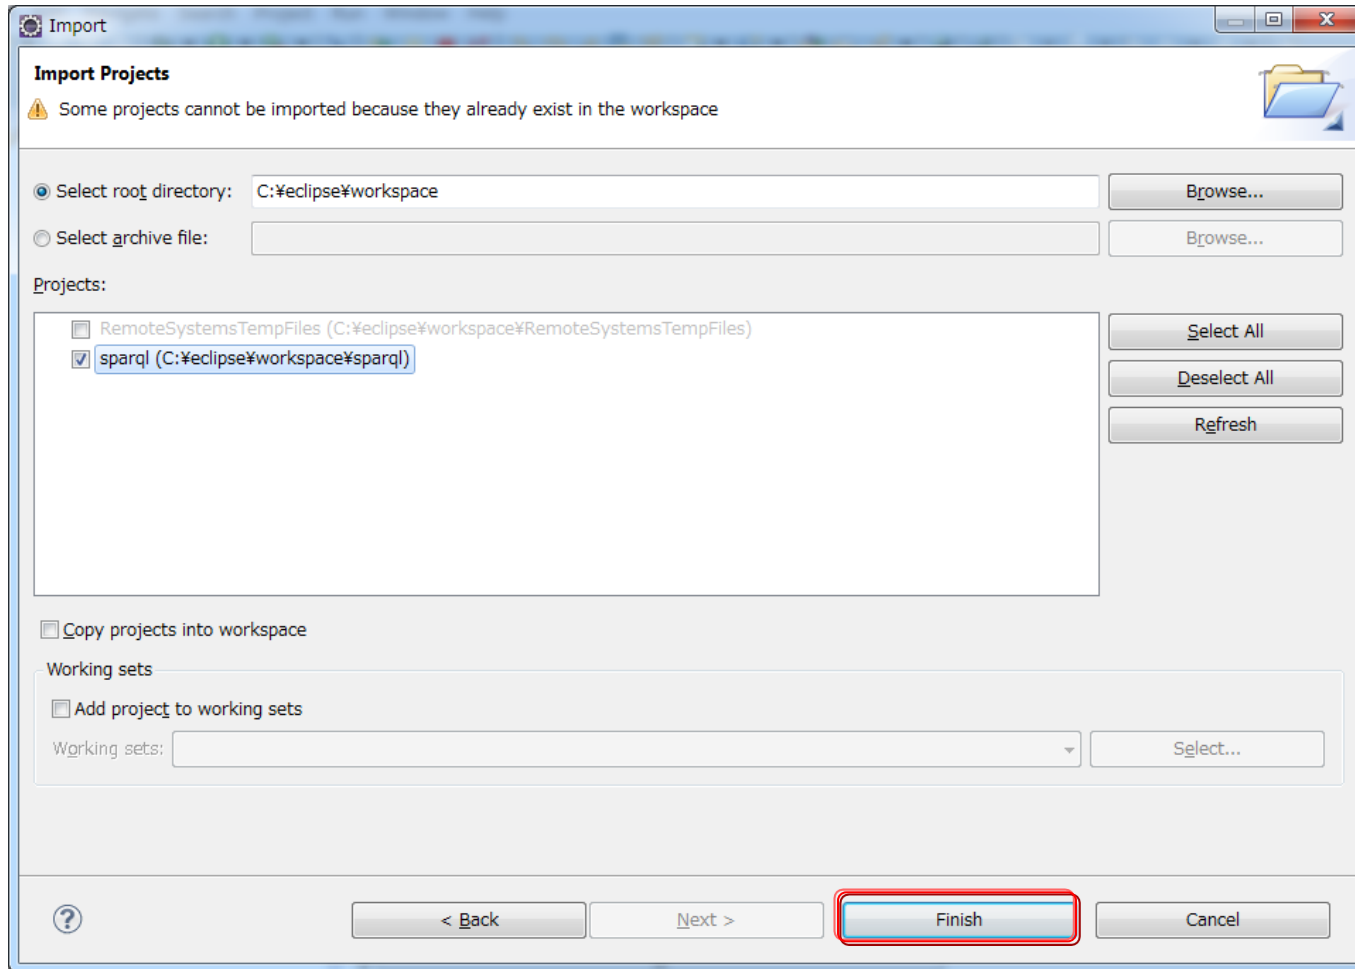 Import
Import Projects
Some projects cannot be imported because they already exist in the workspace
Select root directory: C:¥eclipse¥workspace Browse...
Select archive file: Browse...
Projects:
RemoteSystemsTempFiles (C:¥eclipse¥workspace¥RemoteSystemsTempFiles)
sparql (C:¥eclipse¥workspace¥sparql)
Select All
Deselect All
Refresh
Copy projects into workspace
Working sets
Add project to working sets
Working sets: Select...
? < Back Next > Finish Cancel